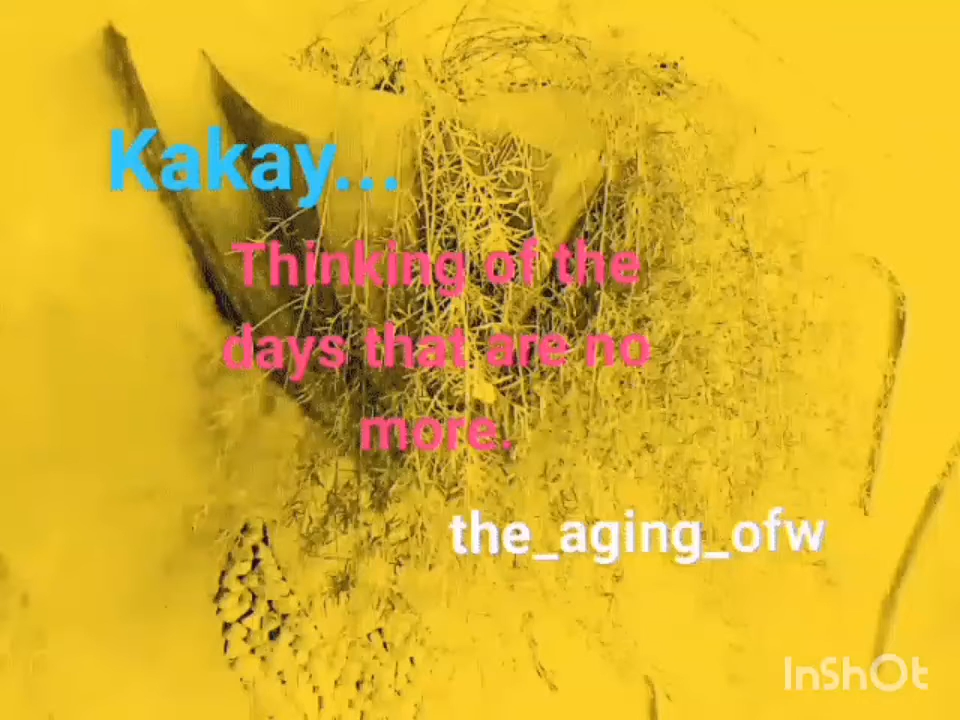 Kakay...
Thinking of the
days that are no
more.
the_aging_ofw
InShOt